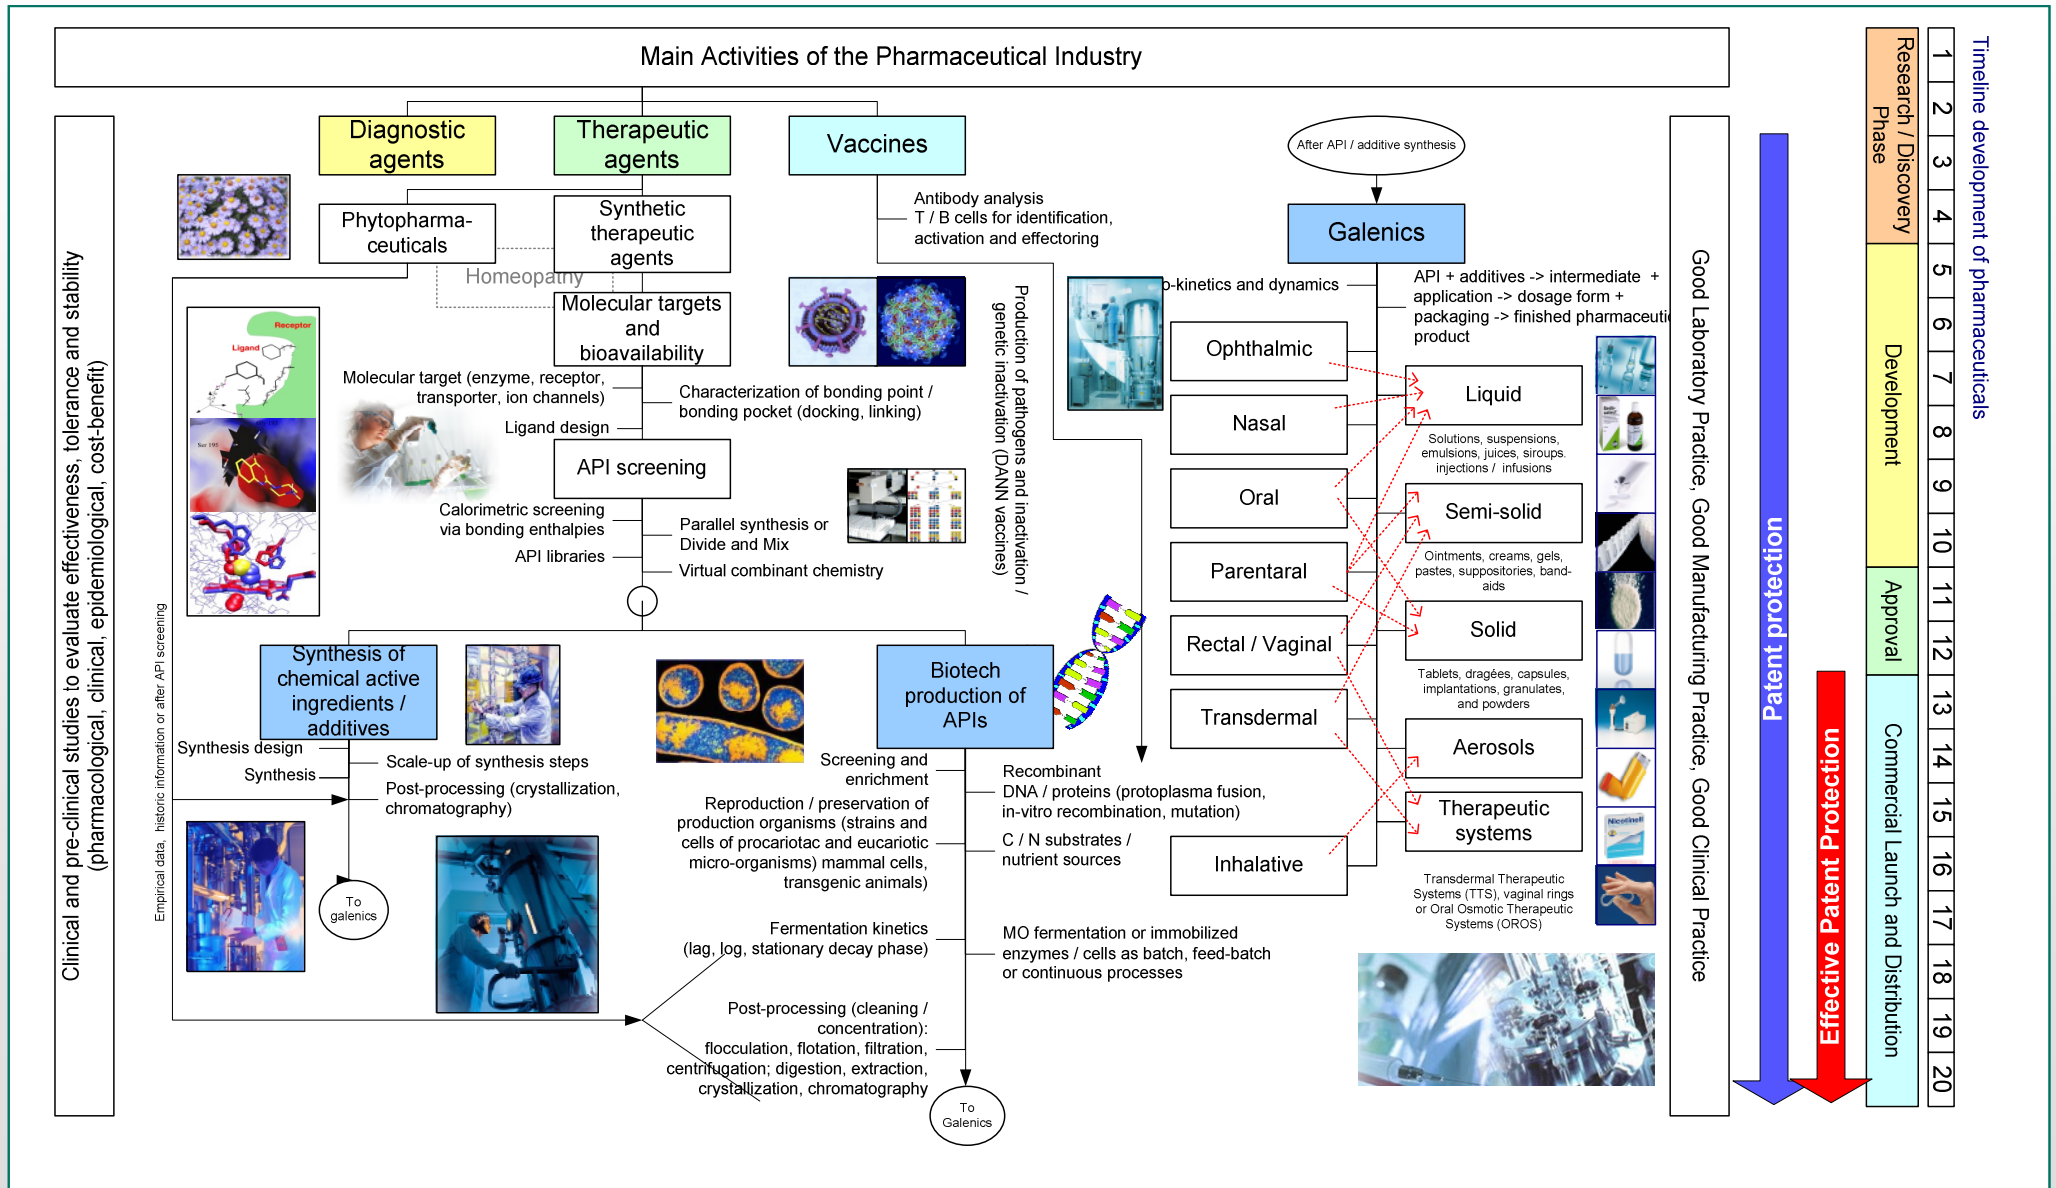 Main Activities of the Pharmaceutical Industry
Clinical and pre-clinical studies to evaluate effectiveness, tolerance and stability
(pharmacological, clinical, epidemiological, cost-benefit)
Diagnostic
agents
Therapeutic
agents
Vaccines
Phytopharma-
ceuticals
Synthetic
therapeutic
agents
Homeopathy
Molecular targets
and
bioavailability
Antibody analysis
T / B cells for identification,
activation and effectoring
Receptor
Ligand
Ser 195
Molecular target (enzyme, receptor,
transporter, ion channels)
Characterization of bonding point /
bonding pocket (docking, linking)
Ligand design
API screening
Calorimetric screening
via bonding enthalpies
Parallel synthesis or
Divide and Mix
API libraries
Virtual combinant chemistry
Production of pathogens and inactivation /
genetic inactivation (DANN vaccines)
Empirical data, historic information or after API screening
Synthesis of
chemical active
ingredients /
additives
Synthesis design
Synthesis
Scale-up of synthesis steps
Post-processing (crystallization,
chromatography)
To
galenics
Biotech
production of
APIs
Screening and
enrichment
Recombinant
DNA / proteins (protoplasma fusion,
in-vitro recombination, mutation)
Reproduction / preservation of
production organisms (strains and
cells of procariotac and eucariotic
micro-organisms) mammal cells,
transgenic animals)
C / N substrates /
nutrient sources
Fermentation kinetics
(lag, log, stationary decay phase)
MO fermentation or immobilized
enzymes / cells as batch, feed-batch
or continuous processes
Post-processing (cleaning /
concentration):
flocculation, flotation, filtration,
centrifugation; digestion, extraction,
crystallization, chromatography
To
Galenics
After API / additive synthesis
Galenics
o-kinetics and dynamics
API + additives -> intermediate +
application -> dosage form +
packaging -> finished pharmaceutic
product
Ophthalmic
Nasal
Oral
Parentaral
Rectal / Vaginal
Transdermal
Inhalative
Liquid
Solutions, suspensions,
emulsions, juices, siroups.
injections / infusions
Semi-solid
Ointments, creams, gels,
pastes, suppositories, band-
aids
Solid
Tablets, dragées, capsules,
implantations, granulates,
and powders
Aerosols
Therapeutic
systems
Transdermal Therapeutic
Systems (TTS), vaginal rings
or Oral Osmotic Therapeutic
Systems (OROS)
Nicotinell
Good Laboratory Practice, Good Manufacturing Practice, Good Clinical Practice
Patent protection
Effective Patent Protection
Research / Discovery
Phase
Development
Approval
Commercial Launch and Distribution
1
2
3
4
5
6
7
8
9
10
11
12
13
14
15
16
17
18
19
20
Timeline development of pharmaceuticals